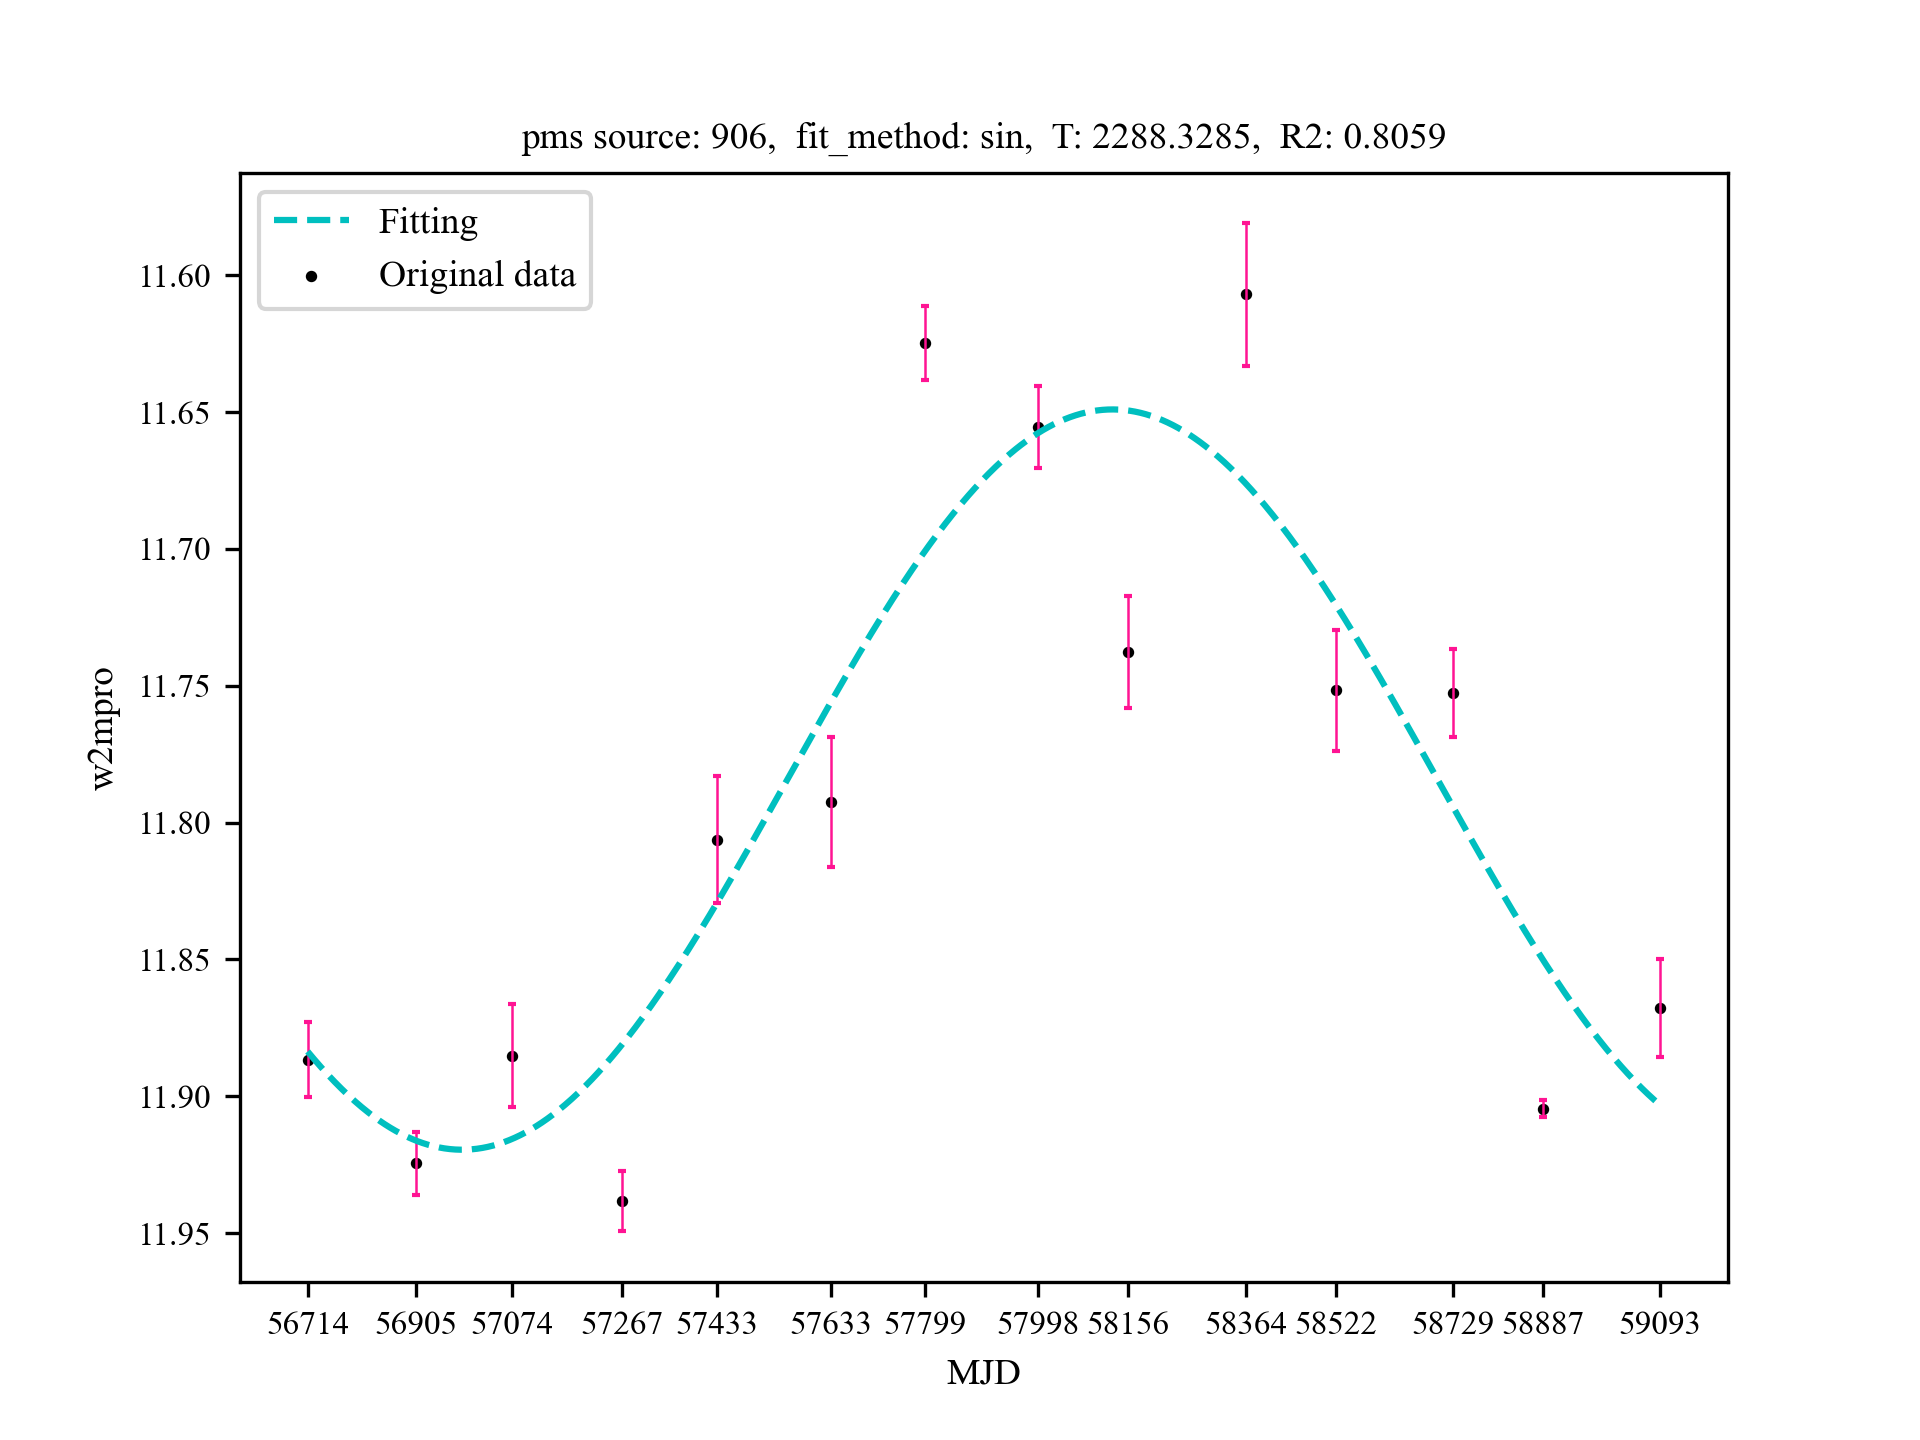 pms source: 906,  fit_method: sin,  T: 2288.3285,  R2: 0.8059
Fitting
Original data
11.60
11.65
11.70
11.75
11.80
11.85
11.90
11.95
w2mpro
56714 56905 57074 57267 57433 57633 57799 57998 58156 58364 58522 58729 58887 59093
MJD